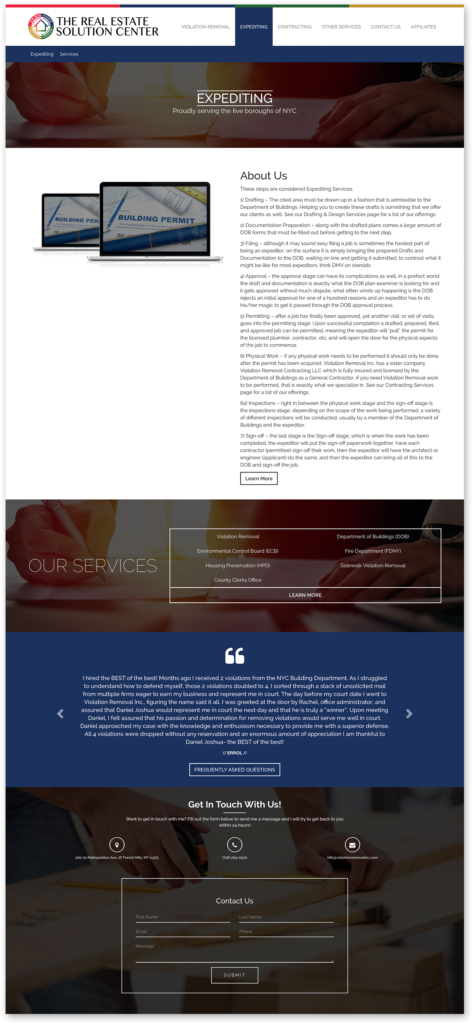 THE REAL ESTATE
SOLUTION CENTER
VIOLATION REMOVAL
EXPEDITING
CONTRACTING
OTHER SERVICES
CONTACT US
AFFILIATES
Expediting
Services
EXPEDITING
Proudly serving the five boroughs of NYC
BUILDING PERMIT
BUILDING PERMIT
About Us
These steps are considered Expediting Services.
1) Drafting – The cited area must be drawn up in a fashion that is admissible to the
Department of Buildings. Helping you to create these drafts is something that we offer
our clients as well. See our Drafting & Design Services page for a list of our offerings.
2) Documentation Preparation – along with the drafted plans comes a large amount of
DOB forms that must be filled out before getting to the next step.
3) Filing – although it may sound easy filing a job is sometimes the hardest part of
being an expeditor, on the surface it is simply bringing the prepared Drafts and
Documentation to the DOB, waiting on line and getting it submitted, to contrast what it
might be like for most expeditors, think DMV on steroids.
4) Approval – the approval stage can have its complications as well, in a prefect world
the draft and documentation is exactly what the DOB plan examiner is looking for and
it gets approved without much dispute, what often winds up happening is the DOB
rejects an initial approval for one of a hundred reasons and an expeditor has to do
his/her magic to get it passed through the DOB approval process.
5) Permitting – after a job has finally been approved, yet another visit, or set of visits,
goes into the permitting stage. Upon successful completion a drafted, prepared, filed,
and approved job can be permitted, meaning the expeditor will "pull" the permit for
the licensed plumber, contractor, etc. and will open the door for the physical aspects
of the job to commence.
6) Physical Work – if any physical work needs to be performed it should only be done
after the permit has been acquired. Violation Removal Inc. has a sister company
Violation Removal Contracting LLC which is fully insured and licensed by the
Department of Buildings as a General Contractor, if you need Violation Removal work
to be performed, that is exactly what we specialize in. See our Contracting Services
page for a list of our offerings.
6a) Inspections – right in between the physical work stage and the sign-off stage is
the inspections stage, depending on the scope of the work being performed, a variety
of different inspections will be conducted, usually by a member of the Department of
Buildings and the expeditor.
7) Sign-off – the last stage is the Sign-off stage, which is when the work has been
completed, the expeditor will put the sign-off paperwork together, have each
contractor (permittee) sign-off their work, then the expeditor will have the architect or
engineer (applicant) do the same, and then the expeditor can bring all of this to the
DOB and sign-off the job.
Learn More
OUR SERVICES
Violation Removal
Department of Buildings (DOB)
Environmental Control Board (ECB)
Fire Department (FDNY)
Housing Preservation (HPD)
Sidewalk Violation Removal
County Clerks Office
LEARN MORE
I hired the BEST of the best! Months ago I received 2 violations from the NYC Building Department. As I struggled
to understand how to defend myself, those 2 violations doubled to 4. I sorted through a stack of unsolicited mail
from multiple firms eager to earn my business and represent me in court. The day before my court date I went to
Violation Removal Inc., figuring the name said it all. I was greeted at the door by Rachel, office administrator, and
assured that Daniel Joshua would represent me in court the next day and that he is truly a "winner". Upon meeting
Daniel, I felt assured that his passion and determination for removing violations would serve me well in court.
Daniel approached my case with the knowledge and enthusiasm necessary to provide me with a superior defense.
All 4 violations were dropped without any reservation and an enormous amount of appreciation I am thankful to
Daniel Joshua- the BEST of the best!
// ERROL //
FREQUENTLY ASKED QUESTIONS
Get In Touch With Us!
Want to get in touch with me? Fill out the form below to send me a message and I will try to get back to you
within 24 hours!
Metropolitan Ave, 2F Forest Hills, NY 11375
Contact Us
First Name*
Last Name
Email*
Phone
Message*
SUBMIT